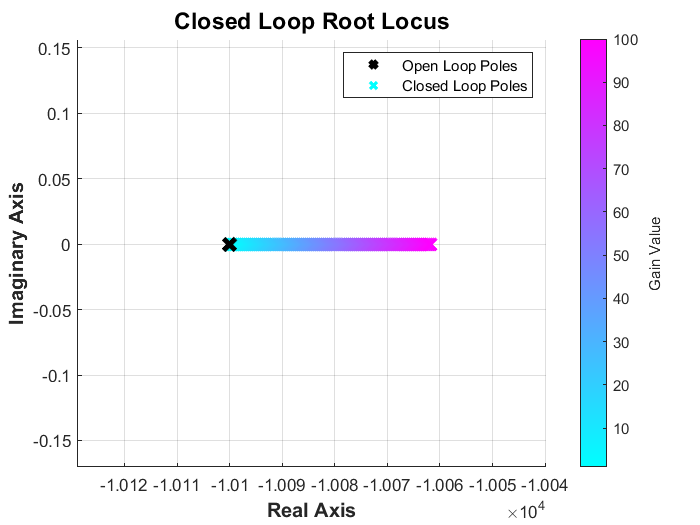 Closed Loop Root Locus
0.15
0.1
0.05
0
-0.05
-0.1
-0.15
Imaginary Axis
Open Loop Poles
Closed Loop Poles
-1.012 -1.011 -1.01 -1.009 -1.008 -1.007 -1.006 -1.005 -1.004
×10⁴
Real Axis
100
90
80
70
60
50
40
30
20
10
Gain Value